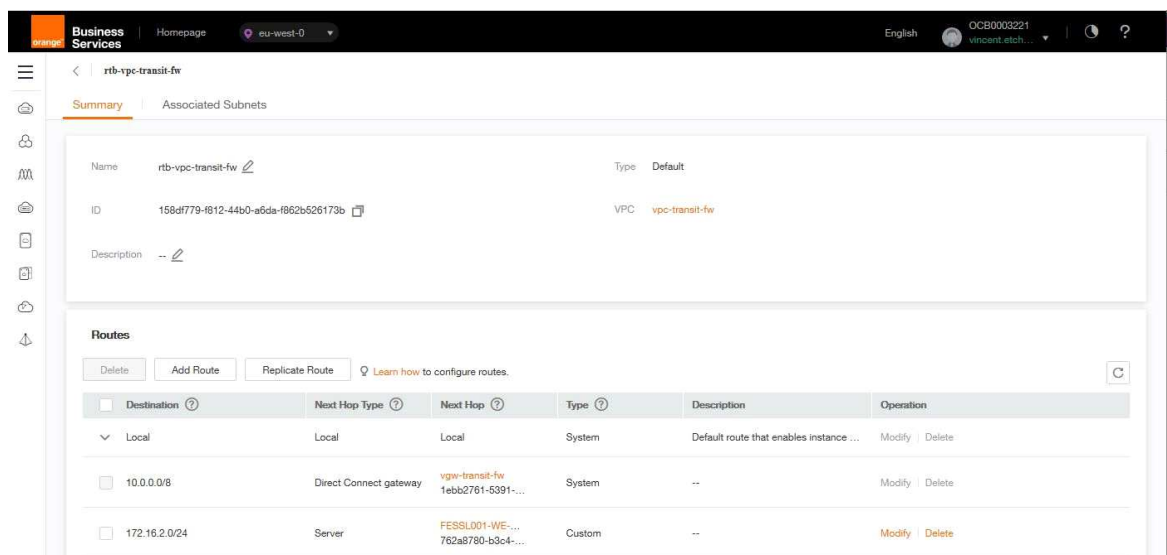 orange™ Business Services Homepage eu-west-0 English OCB0003221 vincent.etch... ?
rtb-vpc-transit-fw
Summary Associated Subnets
Name rtb-vpc-transit-fw Type Default
ID 158df779-f812-44b0-a6da-f862b526173b VPC vpc-transit-fw
Description --
Routes
Delete Add Route Replicate Route Learn how to configure routes.
Destination ? Next Hop Type ? Next Hop ? Type ? Description Operation
Local Local Local System Default route that enables instance ... Modify Delete
10.0.0.0/8 Direct Connect gateway vgw-transit-fw 1ebb2761-5391-... System -- Modify Delete
172.16.2.0/24 Server FESSL001-WE-... 762a8780-b3c4-... Custom -- Modify Delete